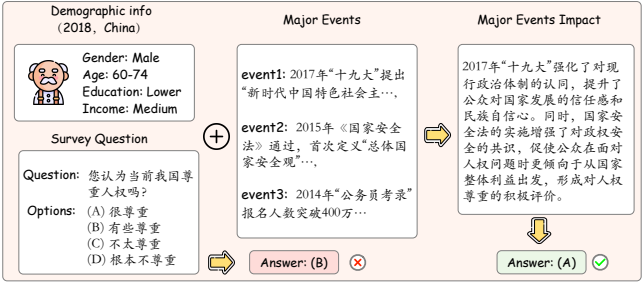 Demographic info
(2018, China)
Gender: Male
Age: 60-74
Education: Lower
Income: Medium
Survey Question
Question: 您认为当前我国尊
重人权吗?
Options: (A) 很尊重
(B) 有些尊重
(C) 不太尊重
(D) 根本不尊重
Major Events
event1: 2017年“十九大”提出
“新时代中国特色社会主…,
event2: 2015年《国家安全
法》通过，首次定义“总体国
家安全观”…,
event3: 2014年“公务员考录”
报名人数突破400万…
Answer: (B)
Major Events Impact
2017年“十九大”强化了对现
行政治体制的认同，提升了
公众对国家发展的信任感和
民族自信心。同时，国家安
全法的实施增强了对政权安
全的共识，促使公众在面对
人权问题时更倾向于从国家
整体利益出发，形成对人权
尊重的积极评价。
Answer: (A)